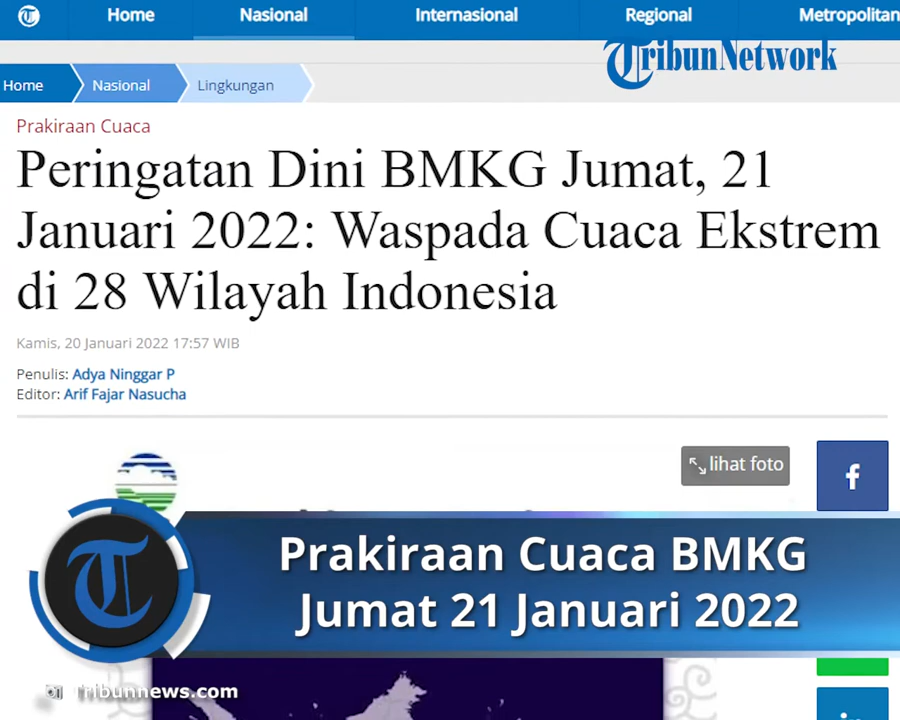 Home Nasional Internasional Regional Metropolitan
TribunNetwork
Home Nasional Lingkungan
Prakiraan Cuaca
Peringatan Dini BMKG Jumat, 21
Januari 2022: Waspada Cuaca Ekstrem
di 28 Wilayah Indonesia
Kamis, 20 Januari 2022 17:57 WIB
Penulis: Adya Ninggar P
Editor: Arif Fajar Nasucha
lihat foto
f
T
Prakiraan Cuaca BMKG
Jumat 21 Januari 2022
Tribunnews.com
in